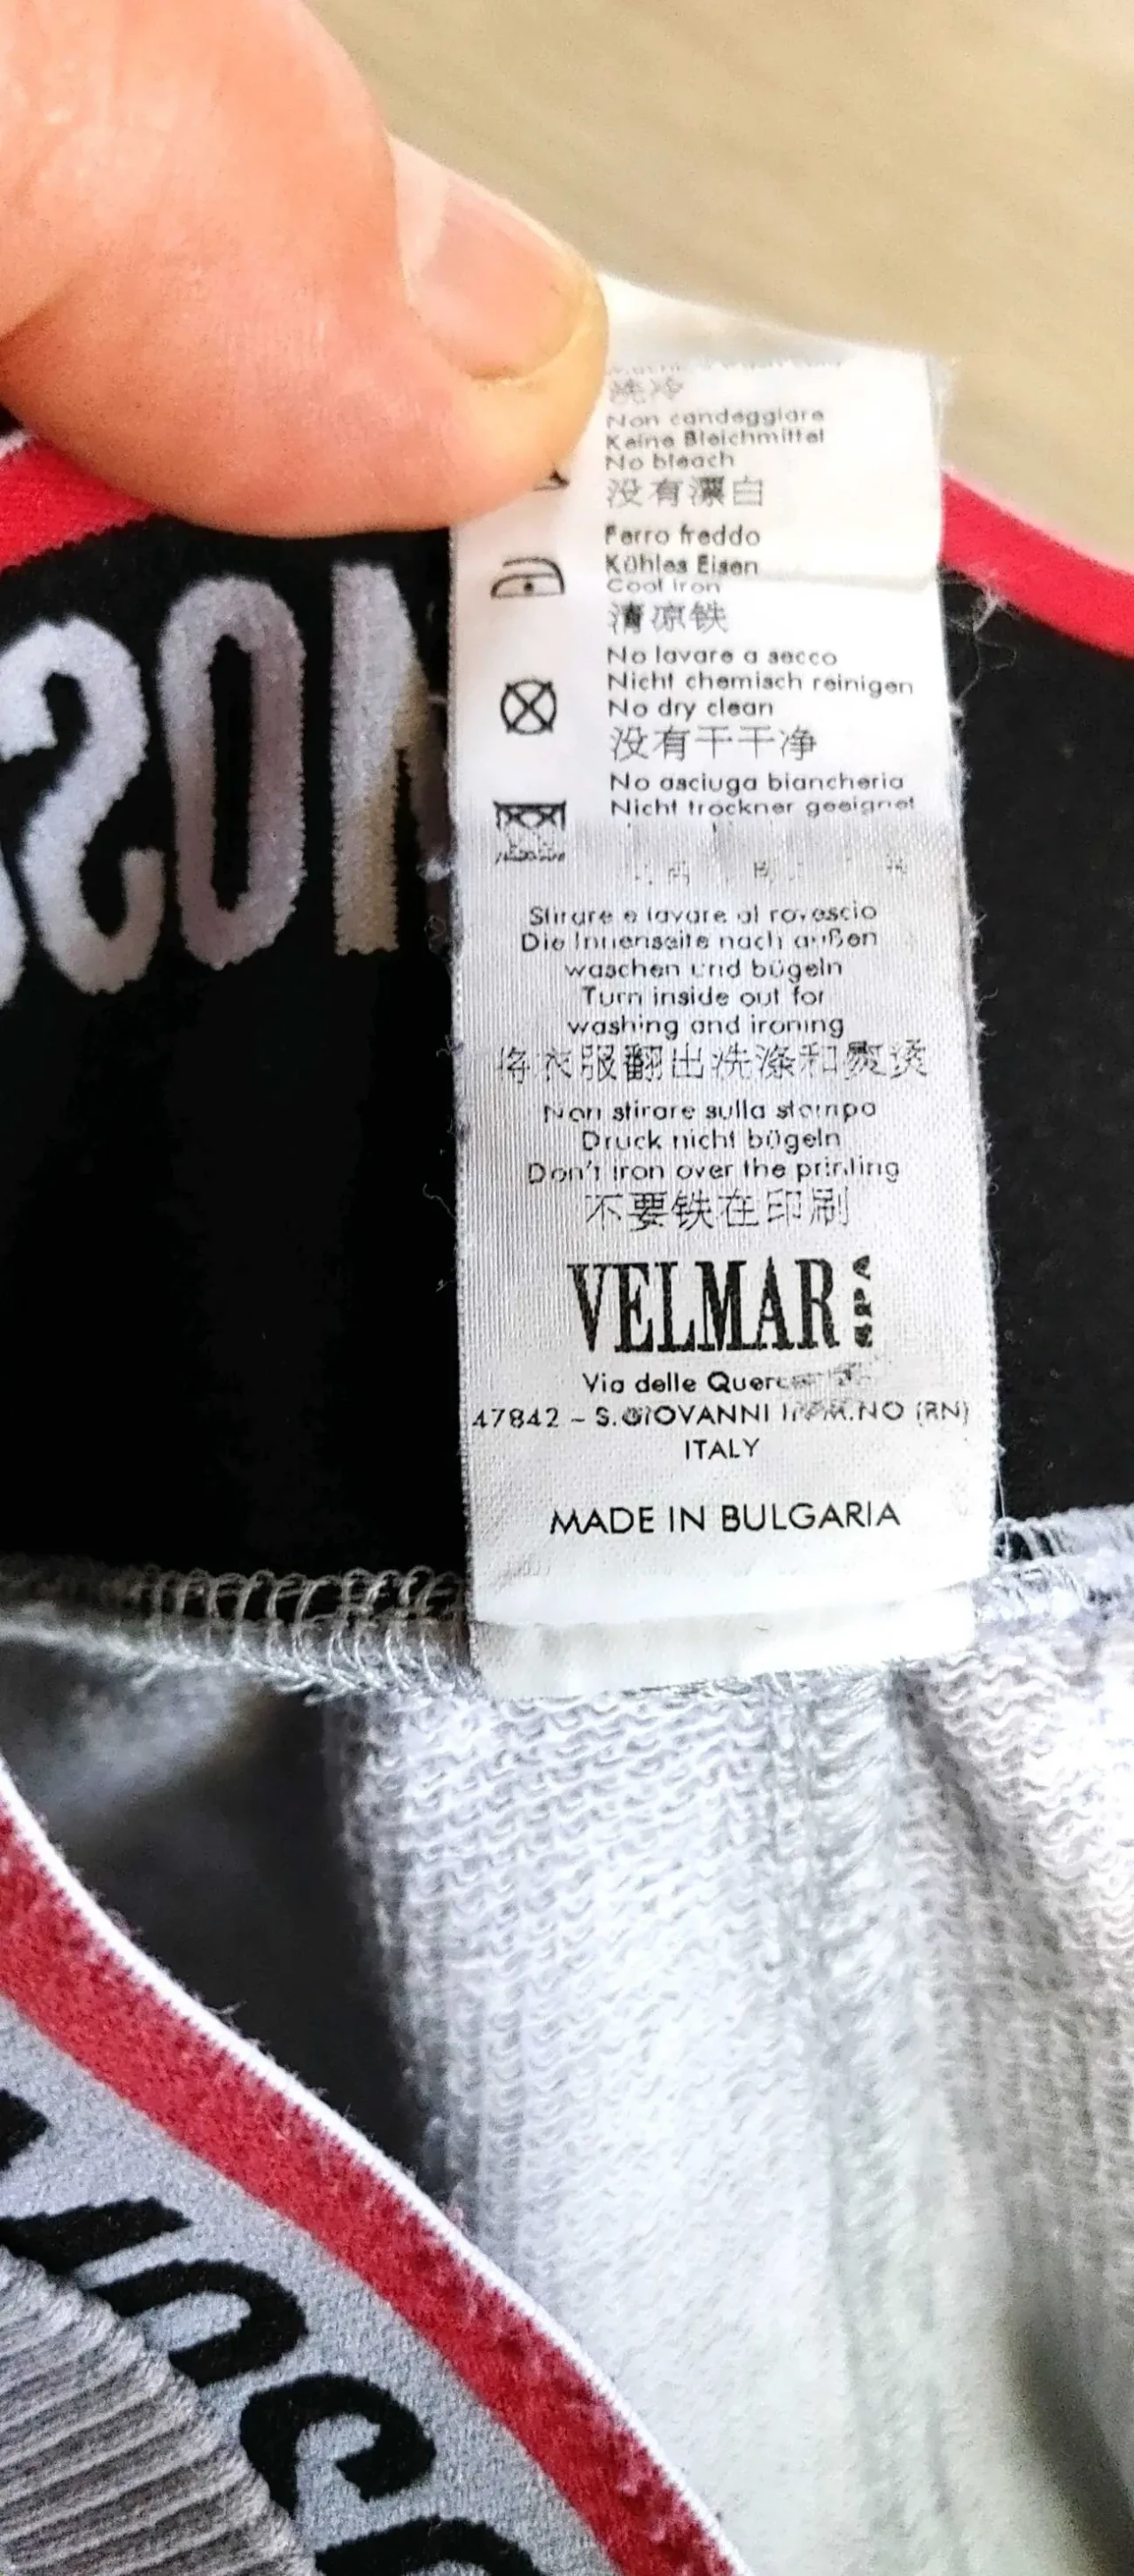 洗冷
Non candeggiare
Keine Bleichmittel
No bleach
没有漂白
Ferro freddo
Kühles Eisen
Cool iron
清凉铁
No lavare a secco
Nicht chemisch reinigen
No dry clean
没有干干净
No asciuga biancheria
Nicht trockner geeignet
Stirare e lavare al rovescio
Die Innenseite nach außen
waschen und bügeln
Turn inside out for
washing and ironing
将衣服翻出洗涤和熨烫
Non stirare sulla stampa
Druck nicht bügeln
Don't iron over the printing
不要铁在印刷
VELMAR SPA
Via delle
47842 - S.GIOVANNI (RN)
ITALY
MADE IN BULGARIA